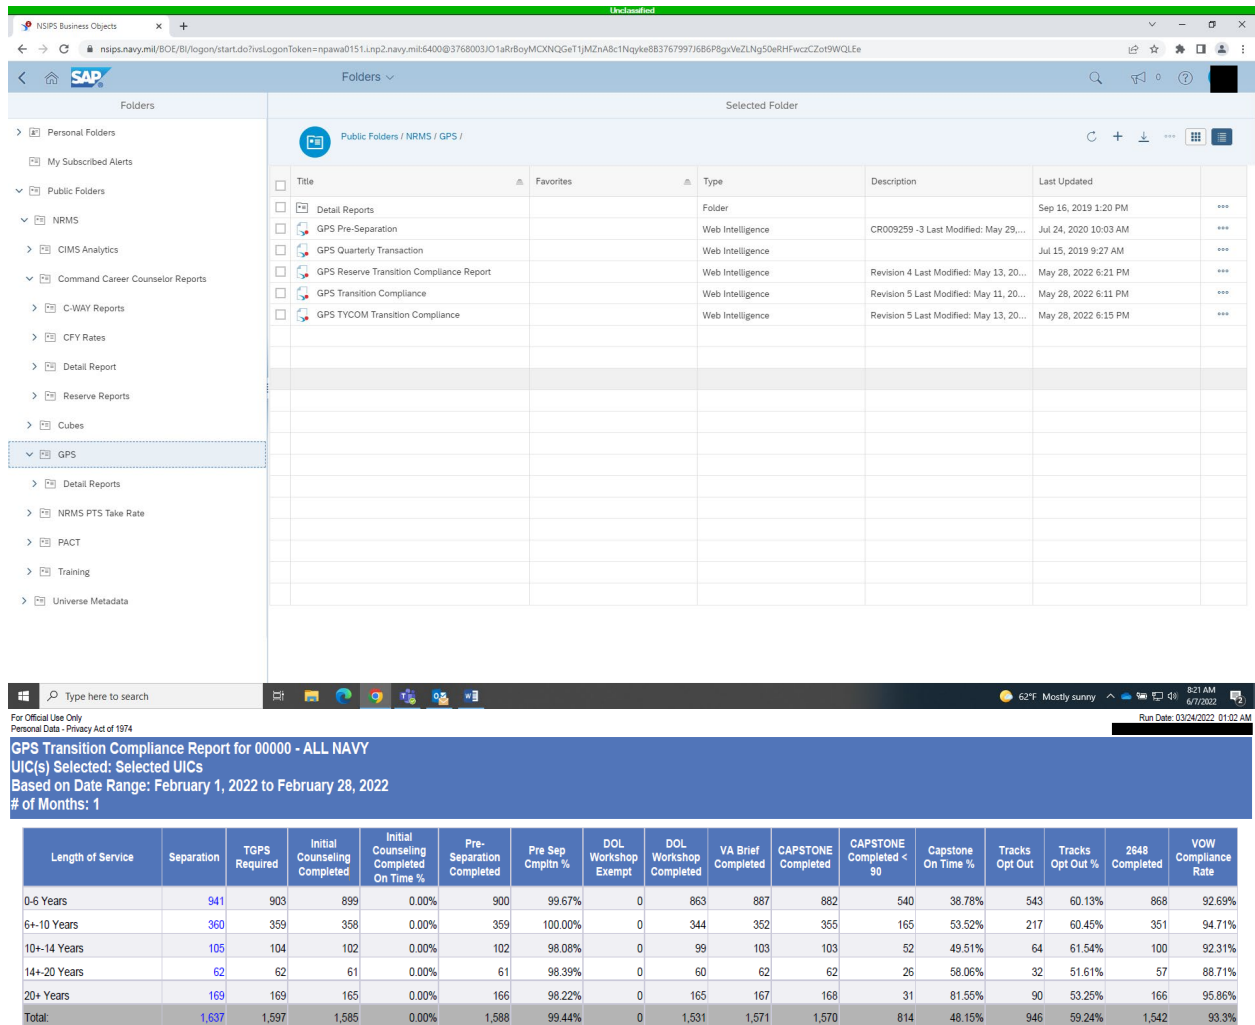 Unclassified
NSIPS Business Objects
nsips.navy.mil/BOE/BI/logon/start.do?ivsLogonToken=npawa0151.i.np2.navy.mil:6400@3768003JO1aRrBoyMCXNQGeT1jMZnA8c1Nqyke8B3767997J6B6P8gxVeZLNg50eRHFwczCZot9WQLEe
SAP
Folders
0
Folders
Selected Folder
Personal Folders
My Subscribed Alerts
Public Folders
NRMS
CIMS Analytics
Command Career Counselor Reports
C-WAY Reports
CFY Rates
Detail Report
Reserve Reports
Cubes
GPS
Detail Reports
NRMS PTS Take Rate
PACT
Training
Universe Metadata
Public Folders / NRMS / GPS /
Title Favorites Type Description Last Updated
Detail Reports Folder Sep 16, 2019 1:20 PM
GPS Pre-Separation Web Intelligence CR009259 -3 Last Modified: May 29,... Jul 24, 2020 10:03 AM
GPS Quarterly Transaction Web Intelligence Jul 15, 2019 9:27 AM
GPS Reserve Transition Compliance Report Web Intelligence Revision 4 Last Modified: May 13, 20... May 28, 2022 6:21 PM
GPS Transition Compliance Web Intelligence Revision 5 Last Modified: May 11, 20... May 28, 2022 6:11 PM
GPS TYCOM Transition Compliance Web Intelligence Revision 5 Last Modified: May 13, 20... May 28, 2022 6:15 PM
Type here to search
62°F Mostly sunny
8:21 AM
6/7/2022
2
For Official Use Only
Personal Data - Privacy Act of 1974
Run Date: 03/24/2022 01:02 AM
GPS Transition Compliance Report for 00000 - ALL NAVY
UIC(s) Selected: Selected UICs
Based on Date Range: February 1, 2022 to February 28, 2022
# of Months: 1
Length of Service Separation TGPS Required Initial Counseling Completed Initial Counseling Completed On Time % Pre-Separation Completed Pre Sep Cmpltn % DOL Workshop Exempt DOL Workshop Completed VA Brief Completed CAPSTONE Completed CAPSTONE Completed < 90 Capstone On Time % Tracks Opt Out Tracks Opt Out % 2648 Completed VOW Compliance Rate
0-6 Years 941 903 899 0.00% 900 99.67% 0 863 887 882 540 38.78% 543 60.13% 868 92.69%
6+-10 Years 360 359 358 0.00% 359 100.00% 0 344 352 355 165 53.52% 217 60.45% 351 94.71%
10+-14 Years 105 104 102 0.00% 102 98.08% 0 99 103 103 52 49.51% 64 61.54% 100 92.31%
14+-20 Years 62 62 61 0.00% 61 98.39% 0 60 62 62 26 58.06% 32 51.61% 57 88.71%
20+ Years 169 169 165 0.00% 166 98.22% 0 165 167 168 31 81.55% 90 53.25% 166 95.86%
Total: 1,637 1,597 1,585 0.00% 1,588 99.44% 0 1,531 1,571 1,570 814 48.15% 946 59.24% 1,542 93.3%